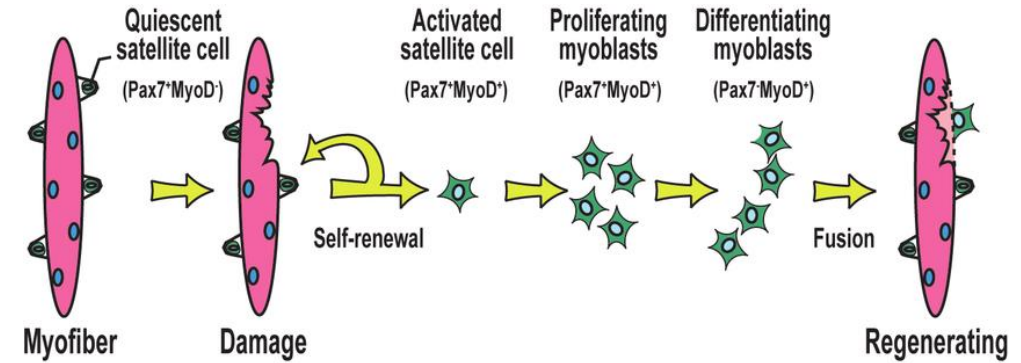 Quiescent
satellite cell
(Pax7⁺MyoD⁻)
Activated
satellite cell
(Pax7⁺MyoD⁺)
Proliferating
myoblasts
(Pax7⁺MyoD⁺)
Differentiating
myoblasts
(Pax7⁻MyoD⁺)
Self-renewal
Fusion
Myofiber
Damage
Regenerating